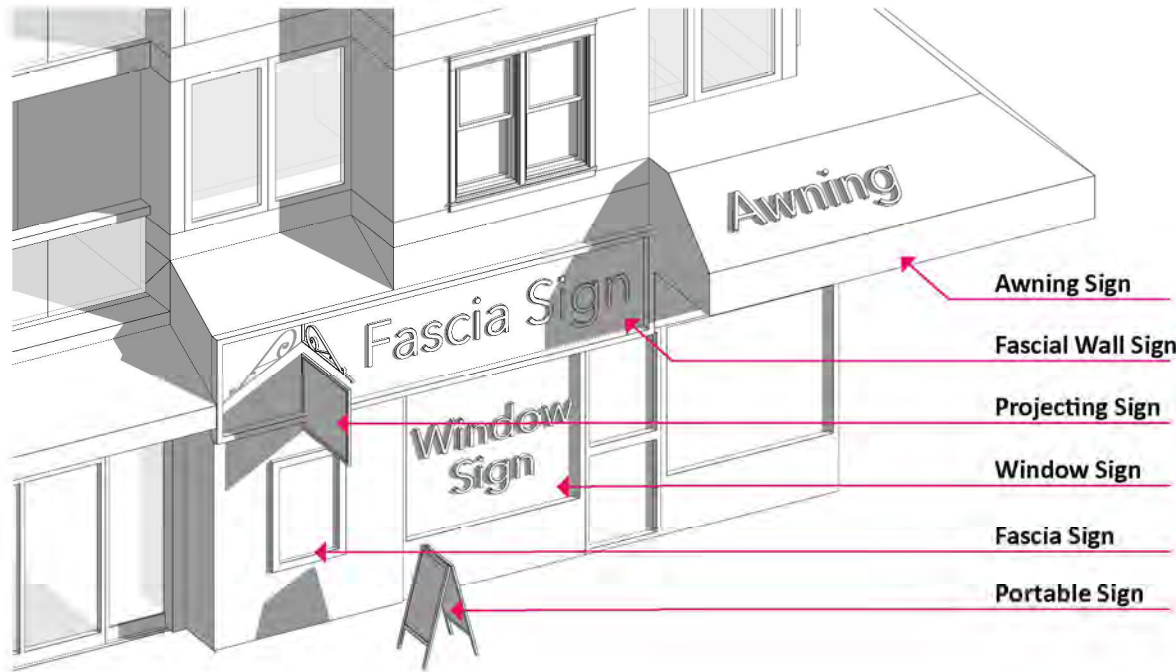 Awning
Fascia Sign
Window
Sign
Awning Sign
Fascial Wall Sign
Projecting Sign
Window Sign
Fascia Sign
Portable Sign